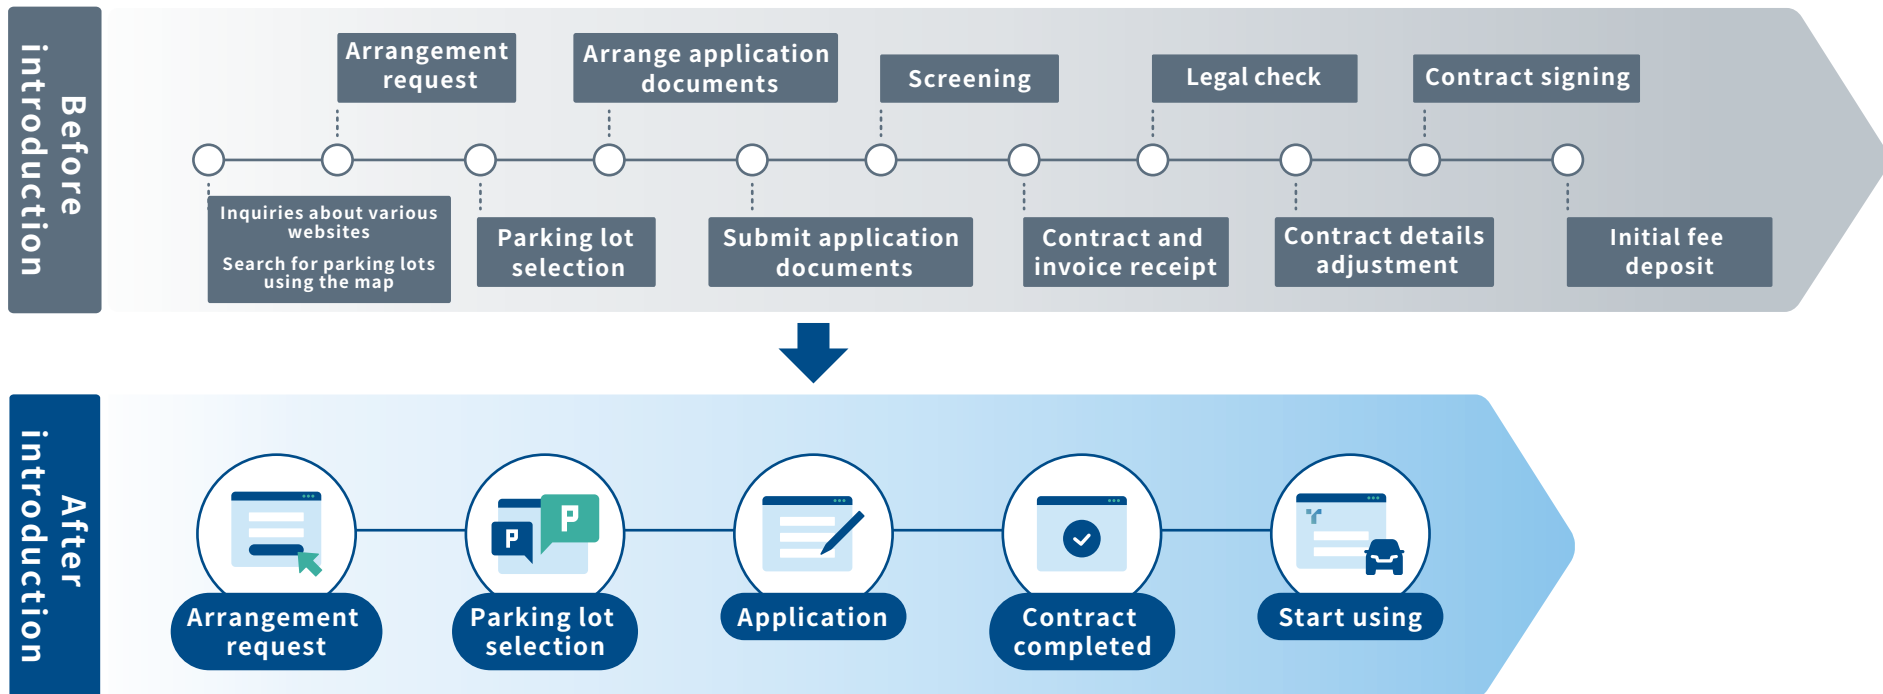 Before
introduction
Arrangement
request
Arrange application
documents
Screening
Legal check
Contract signing
Inquiries about various
websites
Search for parking lots
using the map
Parking lot
selection
Submit application
documents
Contract and
invoice receipt
Contract details
adjustment
Initial fee
deposit
After
introduction
P
P
Arrangement
request
Parking lot
selection
Application
Contract
completed
Start using